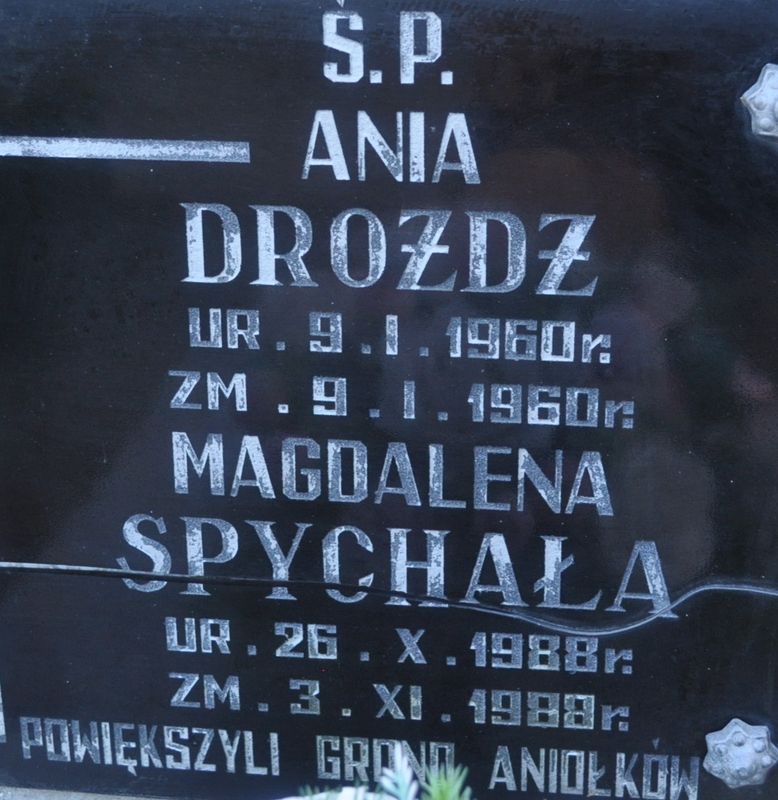 Ś.P.
ANIA
DROŻDŻ
UR. 9.I.1960r.
ZM. 9.I.1960r.
MAGDALENA
SPYCHAŁA
UR. 26. X. 1988r.
ZM. 3. XI. 1988r.
POWIĘKSZYLI GRONO ANIOŁKÓW